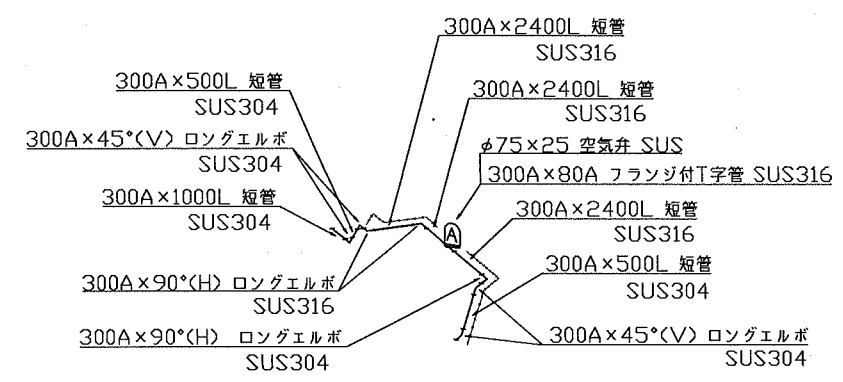 300A×2400L 短管
SUS316
300A×500L 短管
SUS304
300A×2400L 短管
SUS316
300A×45°(V) ロングエルボ
SUS304
φ75×25 空気弁 SUS
300A×80A フランジ付T字管 SUS316
300A×1000L 短管
SUS304
300A×2400L 短管
SUS316
A
300A×500L 短管
SUS304
300A×90°(H) ロングエルボ
SUS316
300A×90°(H) ロングエルボ
SUS304
300A×45°(V) ロングエルボ
SUS304